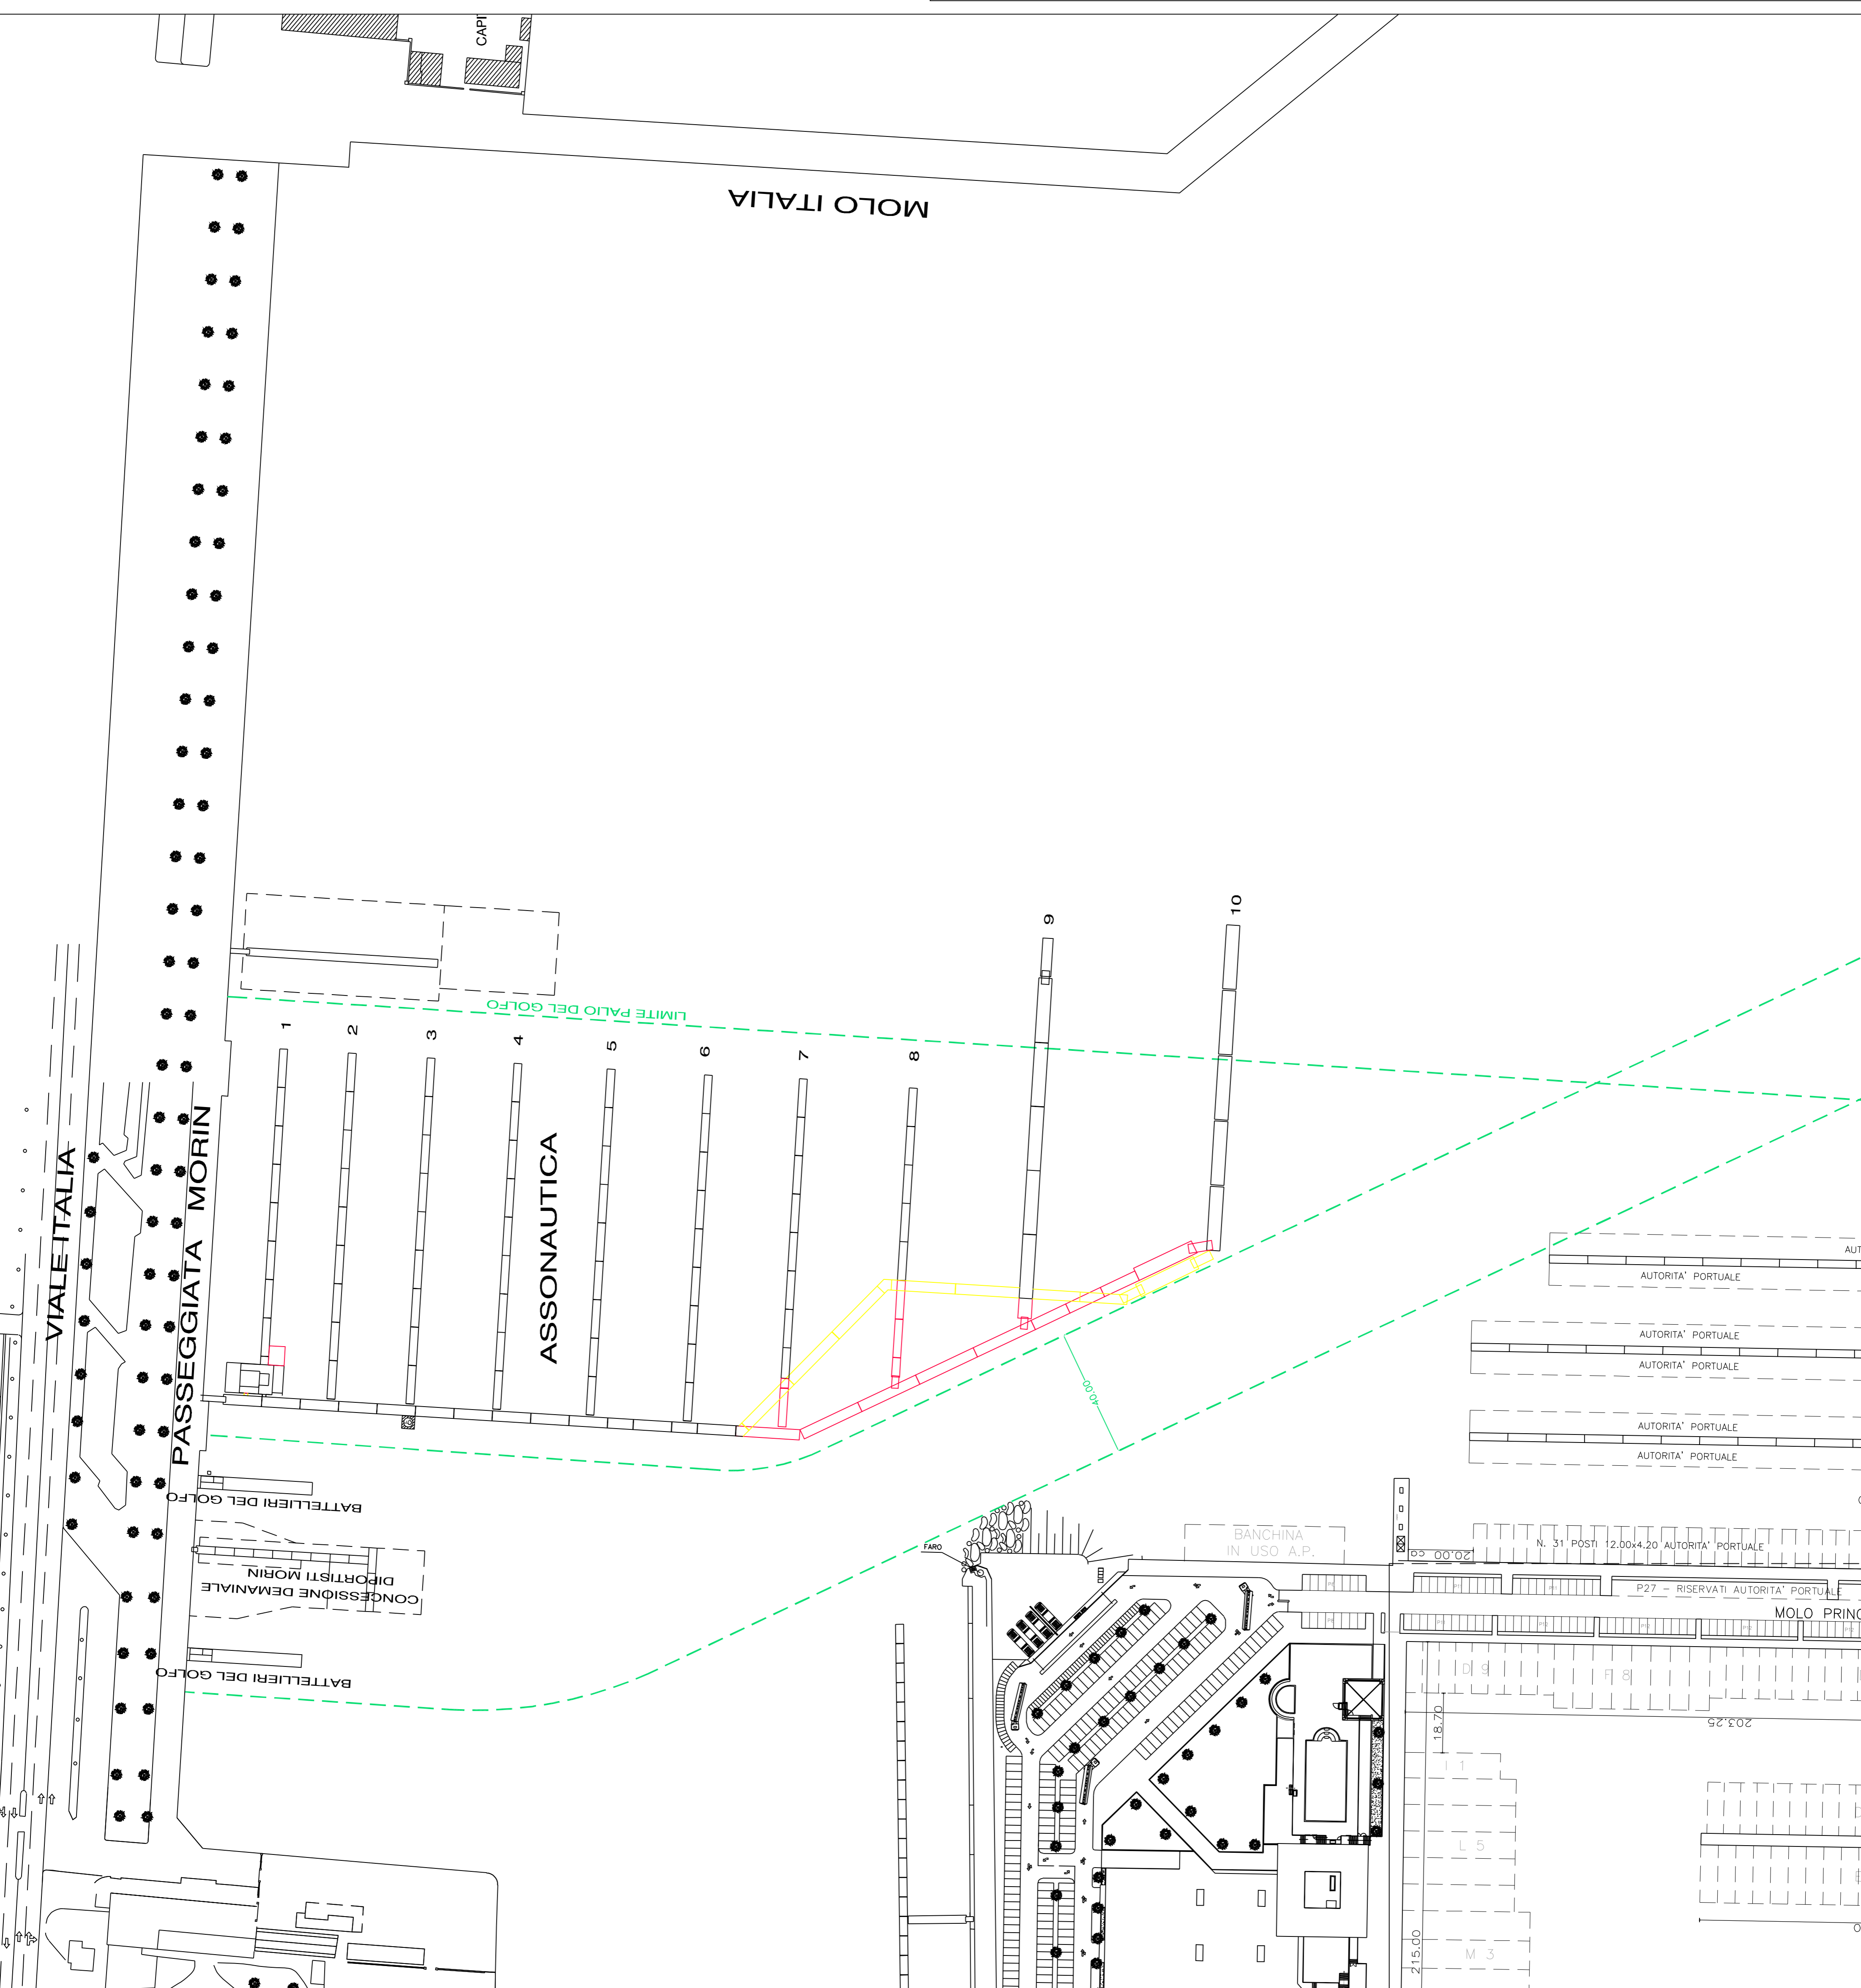 CAPI
MOLO ITALIA
LIMITE PALIO DEL GOLFO
1
2
3
4
5
6
7
8
9
10
VIALE ITALIA
PASSEGGIATA MORIN
ASSONAUTICA
40.00
AUT
AUTORITA' PORTUALE
AUTORITA' PORTUALE
AUTORITA' PORTUALE
AUTORITA' PORTUALE
AUTORITA' PORTUALE
BATTELLIERI DEL GOLFO
CONCESSIONE DEMANIALE
DIPORTISTI MORIN
BATTELLIERI DEL GOLFO
FARO
BANCHINA
IN USO A.P.
20.00
N. 31 POSTI 12.00x4.20 AUTORITA' PORTUALE
P27 - RISERVATI AUTORITA' PORTUALE
MOLO PRINC
D 9
F 8
18.70
203.25
I 1
L 5
M 3
215.00